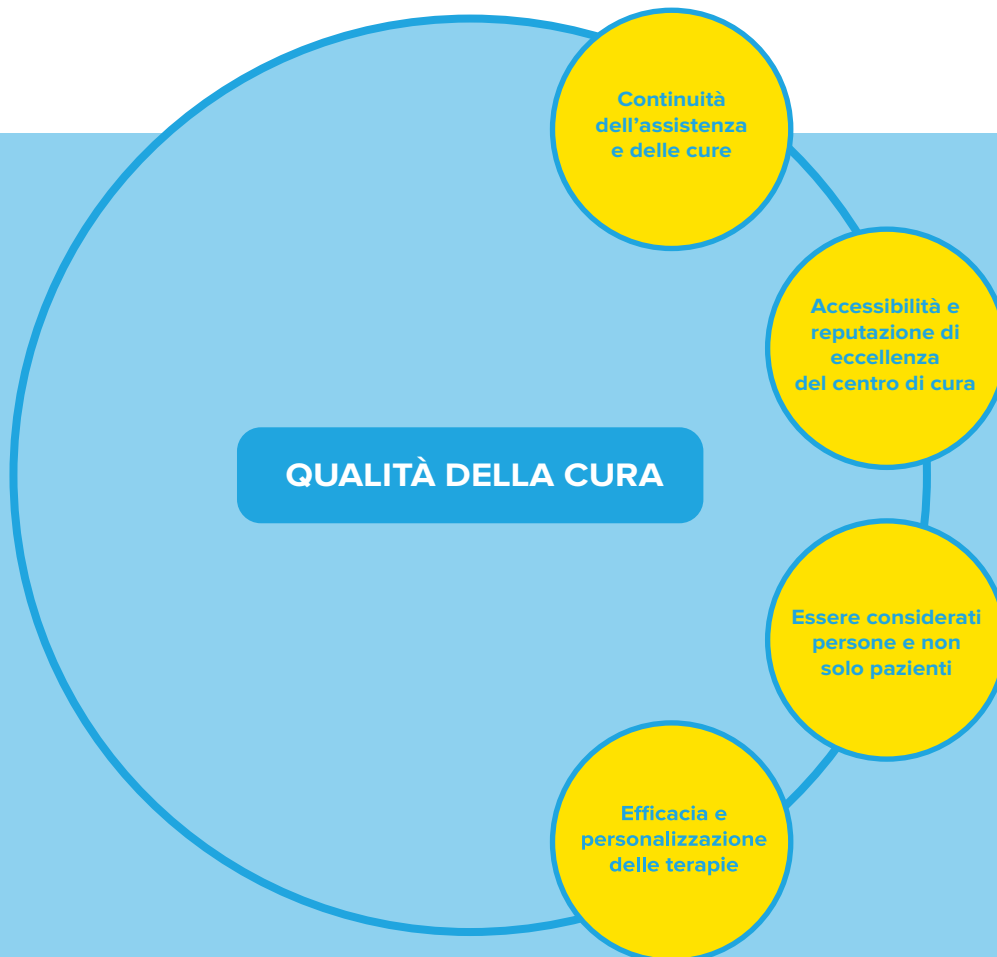 Continuità
dell’assistenza
e delle cure
Accessibilità e
reputazione di
eccellenza
del centro di cura
QUALITÀ DELLA CURA
Essere considerati
persone e non
solo pazienti
Efficacia e
personalizzazione
delle terapie